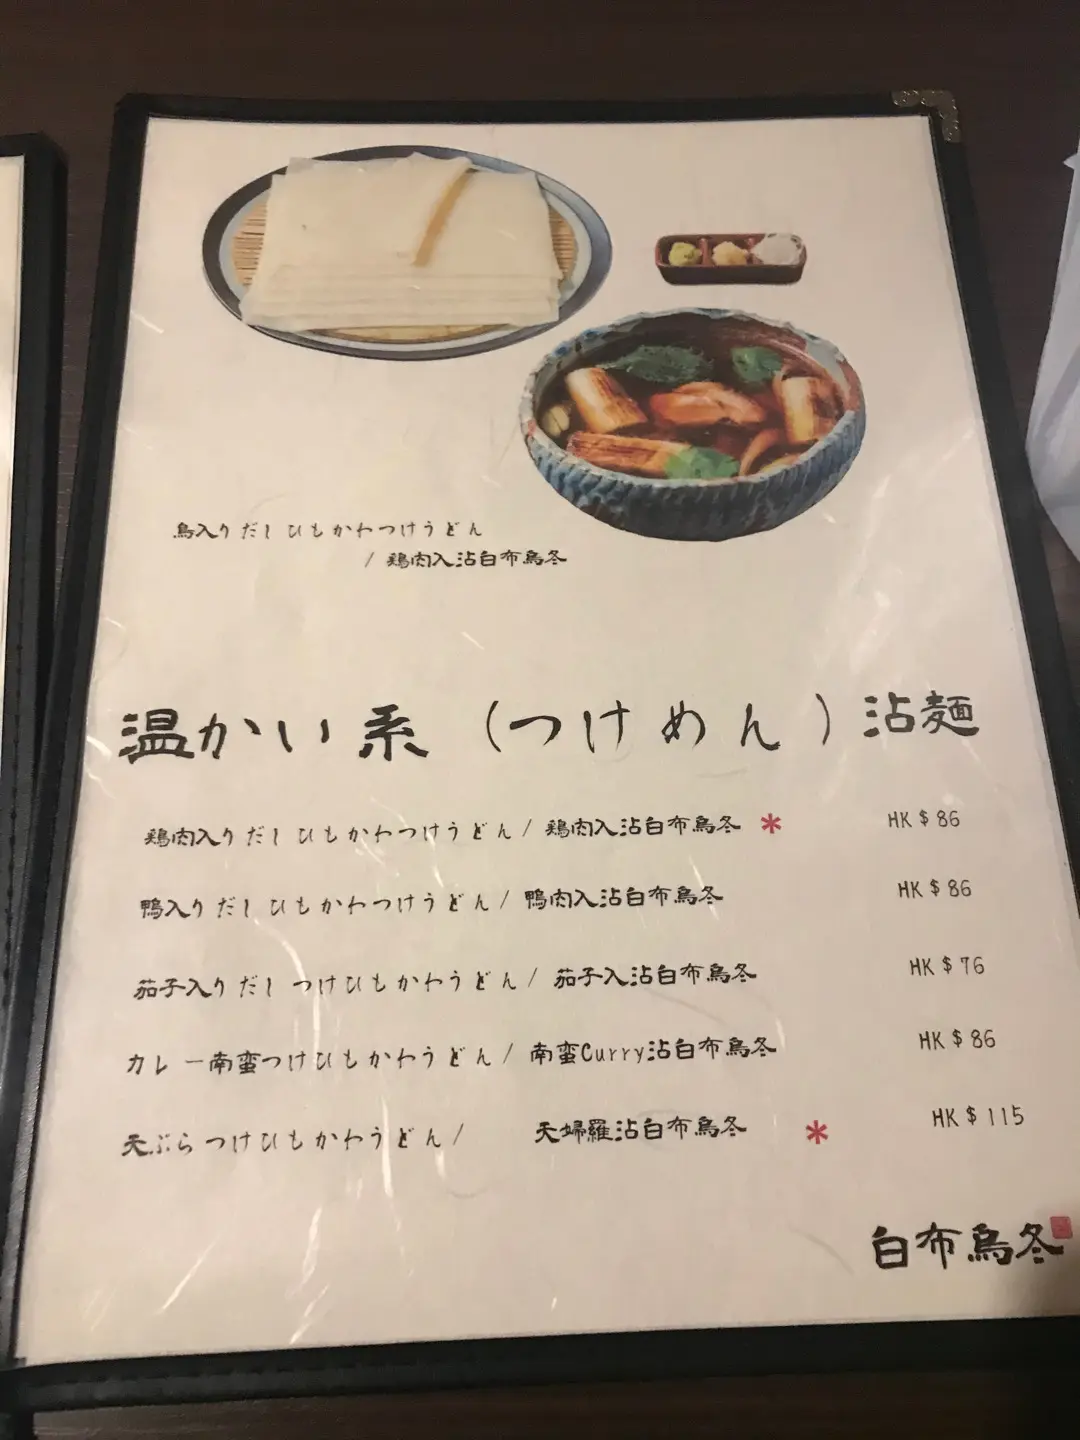 鳥入りだしひもかわつけうどん
/ 鶏肉入沾白布烏冬
温かい系（つけめん）沾麺
鶏肉入りだしひもかわつけうどん/ 鶏肉入沾白布烏冬 * HK$86
鴨入りだしひもかわつけうどん/ 鴨肉入沾白布烏冬 HK$86
茄子入りだしつけひもかわうどん/ 茄子入沾白布烏冬 HK$76
カレー南蛮つけひもかわうどん/ 南蛮Curry沾白布烏冬 HK$86
天ぷらつけひもかわうどん/ 天婦羅沾白布烏冬 * HK$115
白布烏冬